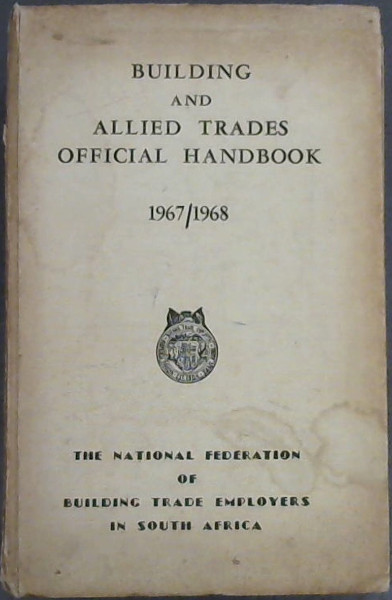 BUILDING
AND
ALLIED TRADES
OFFICIAL HANDBOOK
1967/1968
THE NATIONAL FEDERATION
OF
BUILDING TRADE EMPLOYERS
IN SOUTH AFRICA